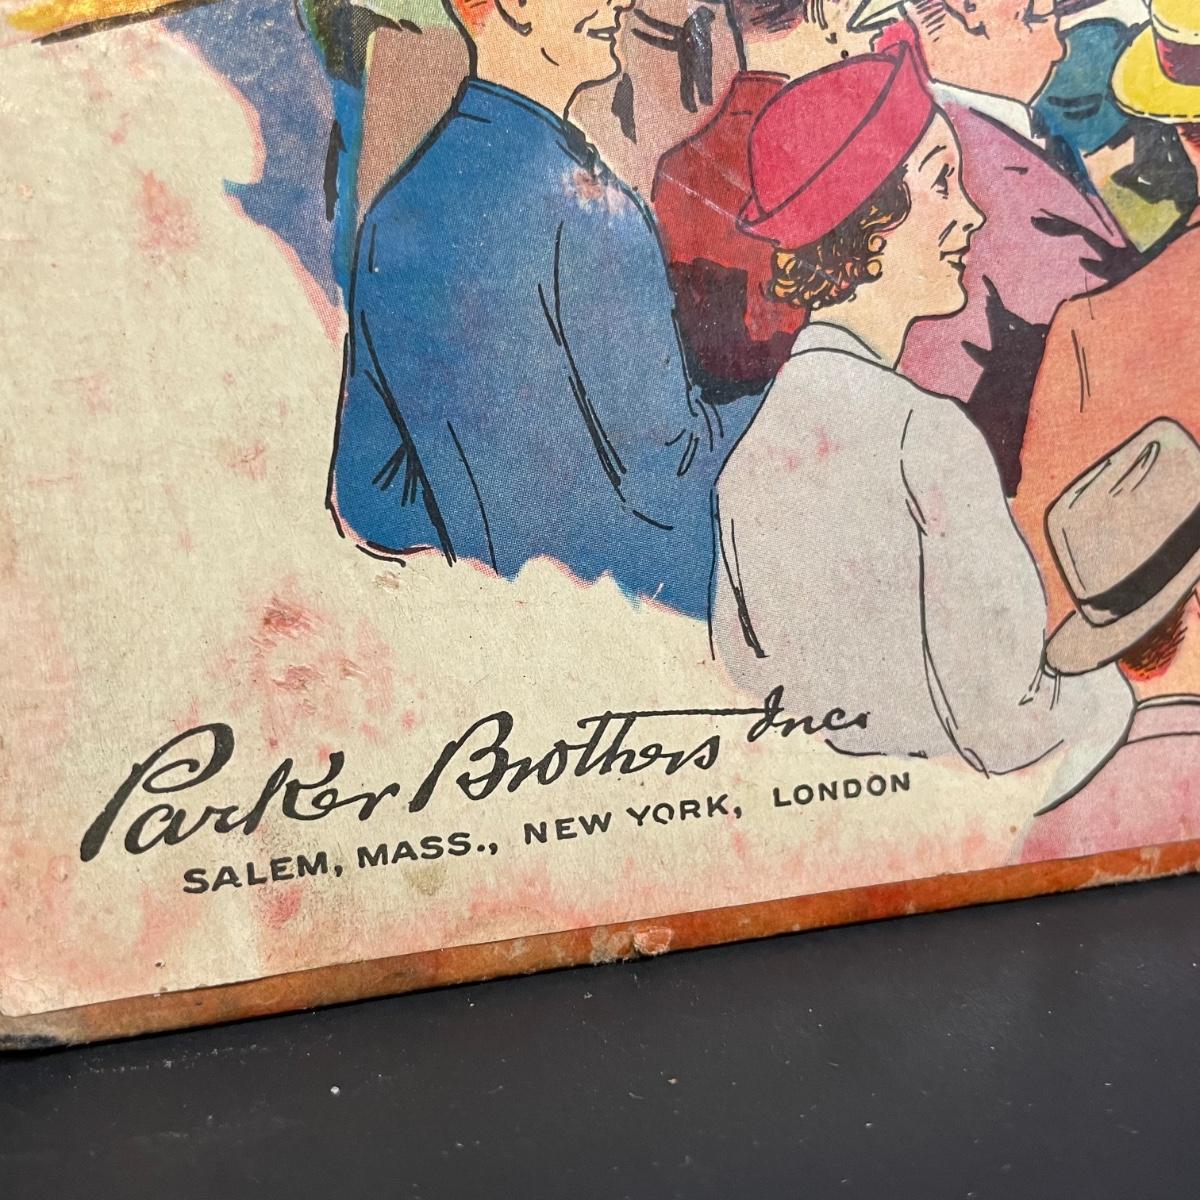 Parker Brothers Inc.
SALEM, MASS., NEW YORK, LONDON